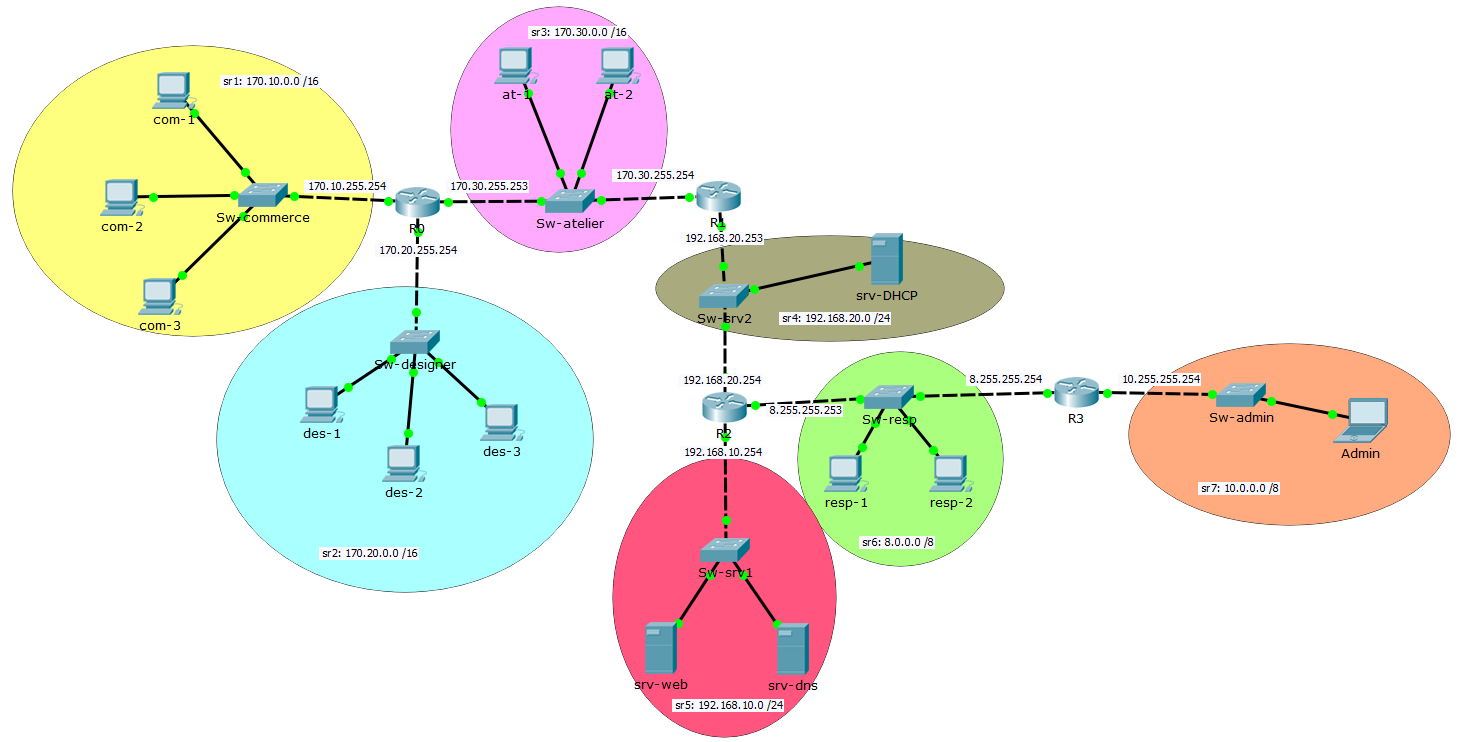 sr3: 170.30.0.0 /16
at-1
at-2
sr1: 170.10.0.0 /16
com-1
com-2
com-3
Sw-commerce
170.10.255.254
R0
170.30.255.253
Sw-atelier
170.30.255.254
R1
170.20.255.254
192.168.20.253
srv-DHCP
Sw-srv2
sr4: 192.168.20.0 /24
Sw-designer
des-1
des-2
des-3
sr2: 170.20.0.0 /16
192.168.20.254
R2
8.255.255.253
192.168.10.254
Sw-resp
8.255.255.254
R3
10.255.255.254
Sw-admin
Admin
sr7: 10.0.0.0 /8
resp-1
resp-2
sr6: 8.0.0.0 /8
Sw-srv1
srv-web
srv-dns
sr5: 192.168.10.0 /24